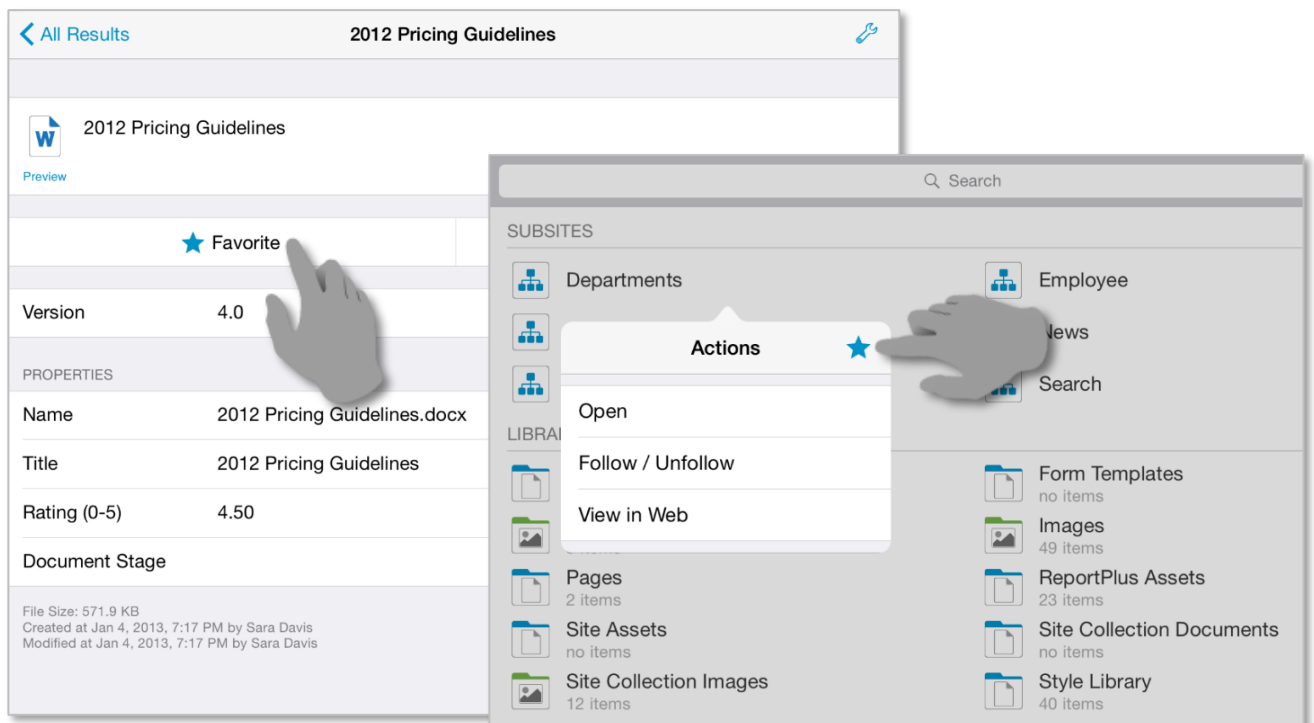 All Results
2012 Pricing Guidelines
W
2012 Pricing Guidelines
Preview
Favorite
Version 4.0
PROPERTIES
Name 2012 Pricing Guidelines.docx
Title 2012 Pricing Guidelines
Rating (0-5) 4.50
Document Stage
File Size: 571.9 KB
Created at Jan 4, 2013, 7:17 PM by Sara Davis
Modified at Jan 4, 2013, 7:17 PM by Sara Davis
Search
SUBSITES
Departments
Employee
News
Search
Actions
Open
Follow / Unfollow
View in Web
Form Templates
no items
Images
49 items
Pages
2 items
ReportPlus Assets
23 items
Site Assets
no items
Site Collection Documents
no items
Site Collection Images
12 items
Style Library
40 items